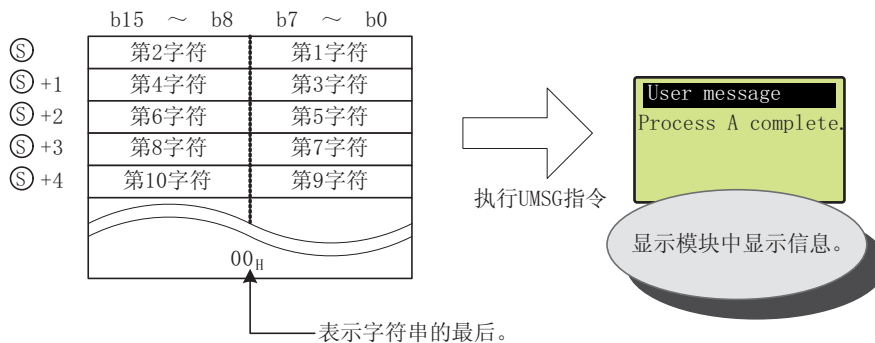 b15 ～ b8 b7 ～ b0
Ⓢ 第2字符 第1字符
Ⓢ +1 第4字符 第3字符
Ⓢ +2 第6字符 第5字符
Ⓢ +3 第8字符 第7字符
Ⓢ +4 第10字符 第9字符
00H
表示字符串的最后。
执行UMSG指令
User message
Process A complete.
显示模块中显示信息。